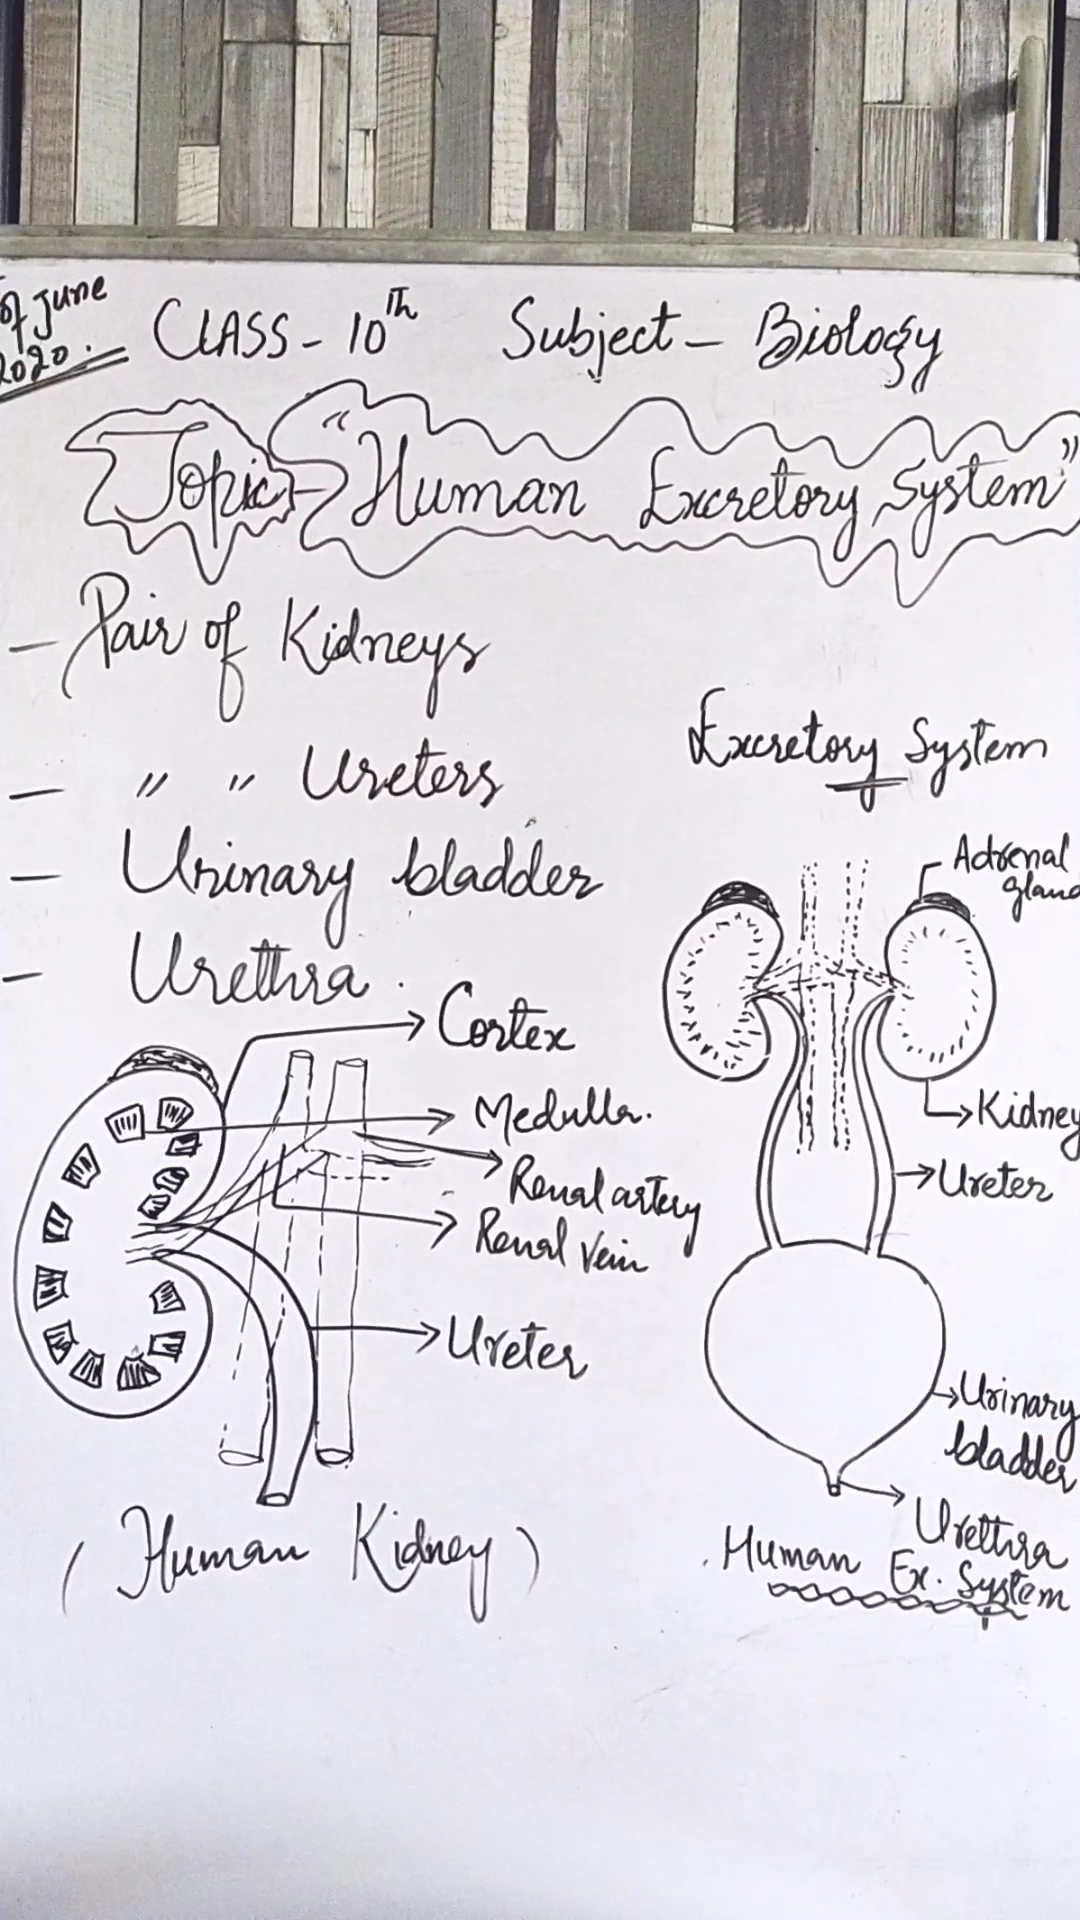 of June
2020.
CLASS - 10th Subject - Biology
Topic - "Human Excretory System"
- Pair of Kidneys
- " " Ureters
- Urinary bladder
- Urethra.
Cortex
Medulla.
Renal artery
Renal Vein
Ureter
(Human Kidney)
Excretory System
Adrenal
gland
Kidney
Ureter
Urinary
bladder
Urethra
Human Ex. System